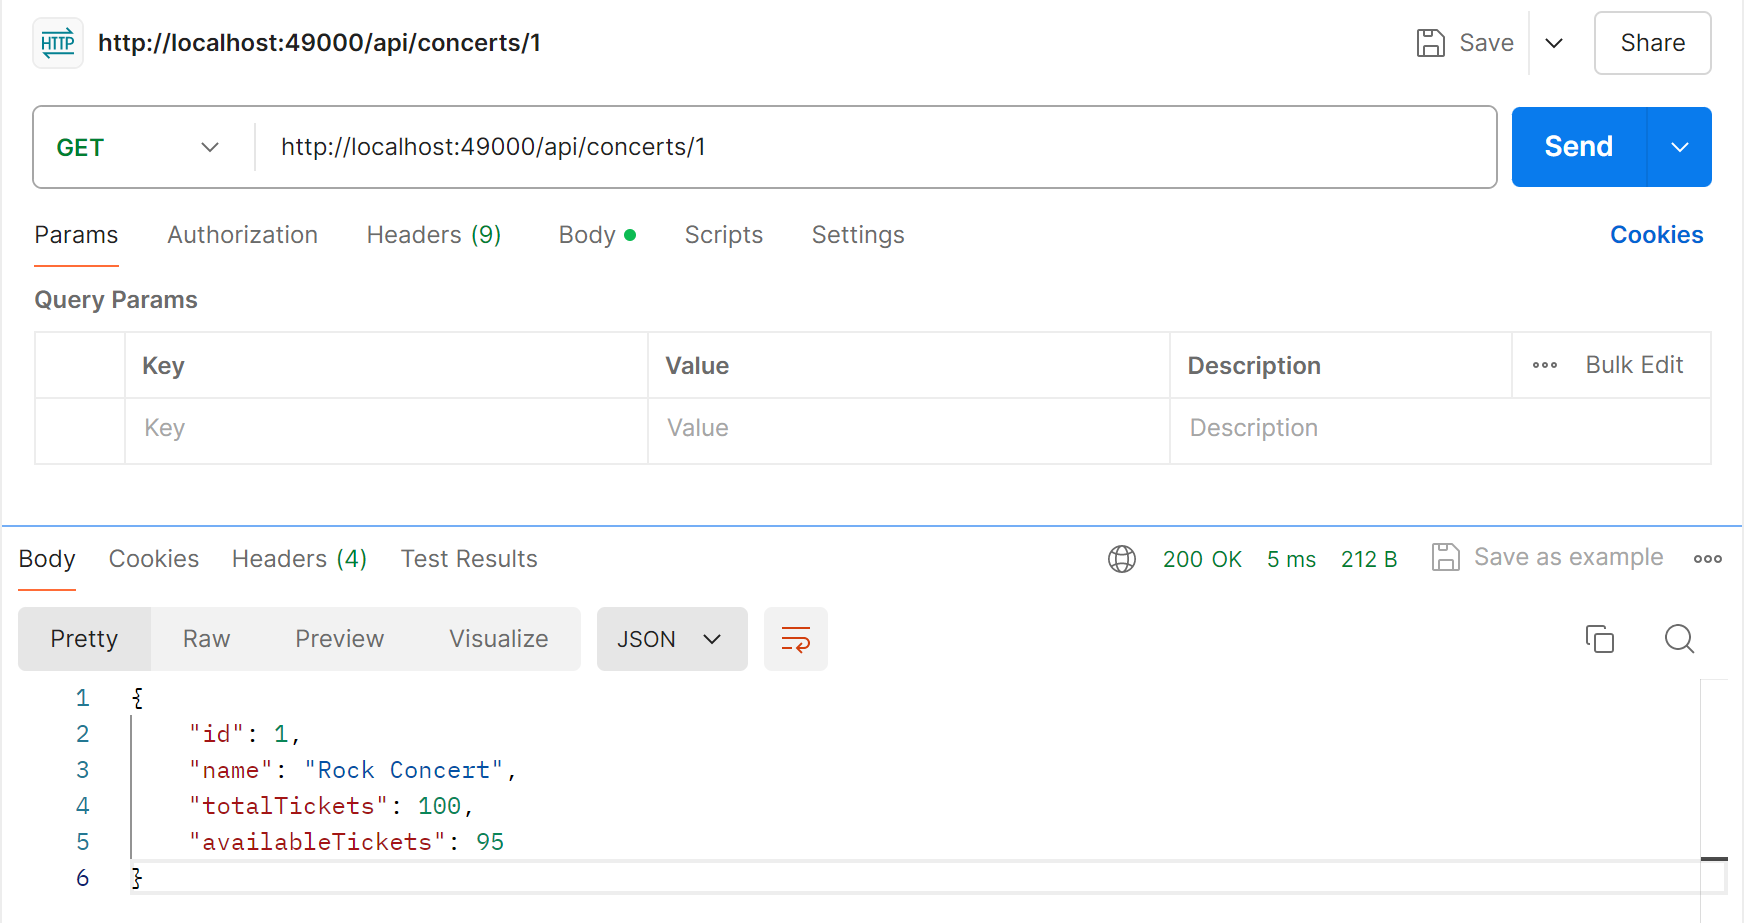 HTTP http://localhost:49000/api/concerts/1 Save Share
GET http://localhost:49000/api/concerts/1 Send
Params Authorization Headers (9) Body Scripts Settings Cookies
Query Params
Key Value Description Bulk Edit
Key Value Description
Body Cookies Headers (4) Test Results 200 OK 5 ms 212 B Save as example
Pretty Raw Preview Visualize JSON
1 {
2 "id": 1,
3 "name": "Rock Concert",
4 "totalTickets": 100,
5 "availableTickets": 95
6 }